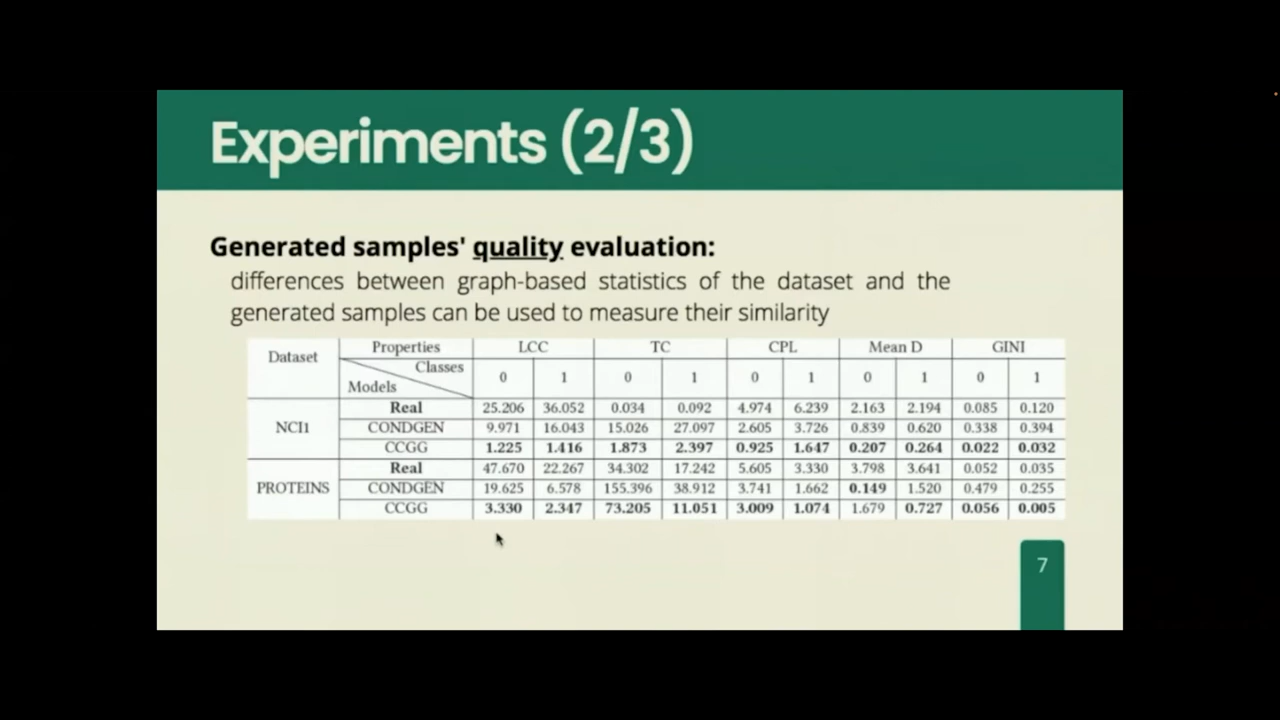 Experiments (2/3)
Generated samples' quality evaluation:
differences between graph-based statistics of the dataset and the
generated samples can be used to measure their similarity
Dataset Properties LCC TC CPL Mean D GINI
Classes
Models 0 1 0 1 0 1 0 1 0 1
NCI1 Real 25.206 36.052 0.034 0.092 4.974 6.239 2.163 2.194 0.085 0.120
CONDGEN 9.971 16.043 15.026 27.097 2.605 3.726 0.839 0.620 0.338 0.394
CCGG 1.225 1.416 1.873 2.397 0.925 1.647 0.207 0.264 0.022 0.032
PROTEINS Real 47.670 22.267 34.302 17.242 5.605 3.330 3.798 3.641 0.052 0.035
CONDGEN 19.625 6.578 155.396 38.912 3.741 1.662 0.149 1.520 0.479 0.255
CCGG 3.330 2.347 73.205 11.051 3.009 1.074 1.679 0.727 0.056 0.005
7